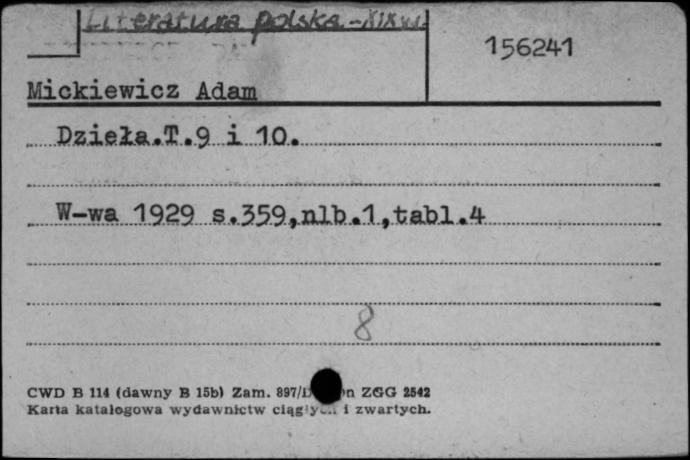 Literatura polska - XIX w.
156241
Mickiewicz Adam
Dzieła.T.9 i 10.
W-wa 1929 s.359,nlb.1,tabl.4
8
CWD B 114 (dawny B 15b) Zam. 897/ ZGG 2542
Karta katalogowa wydawnictw i zwartych.